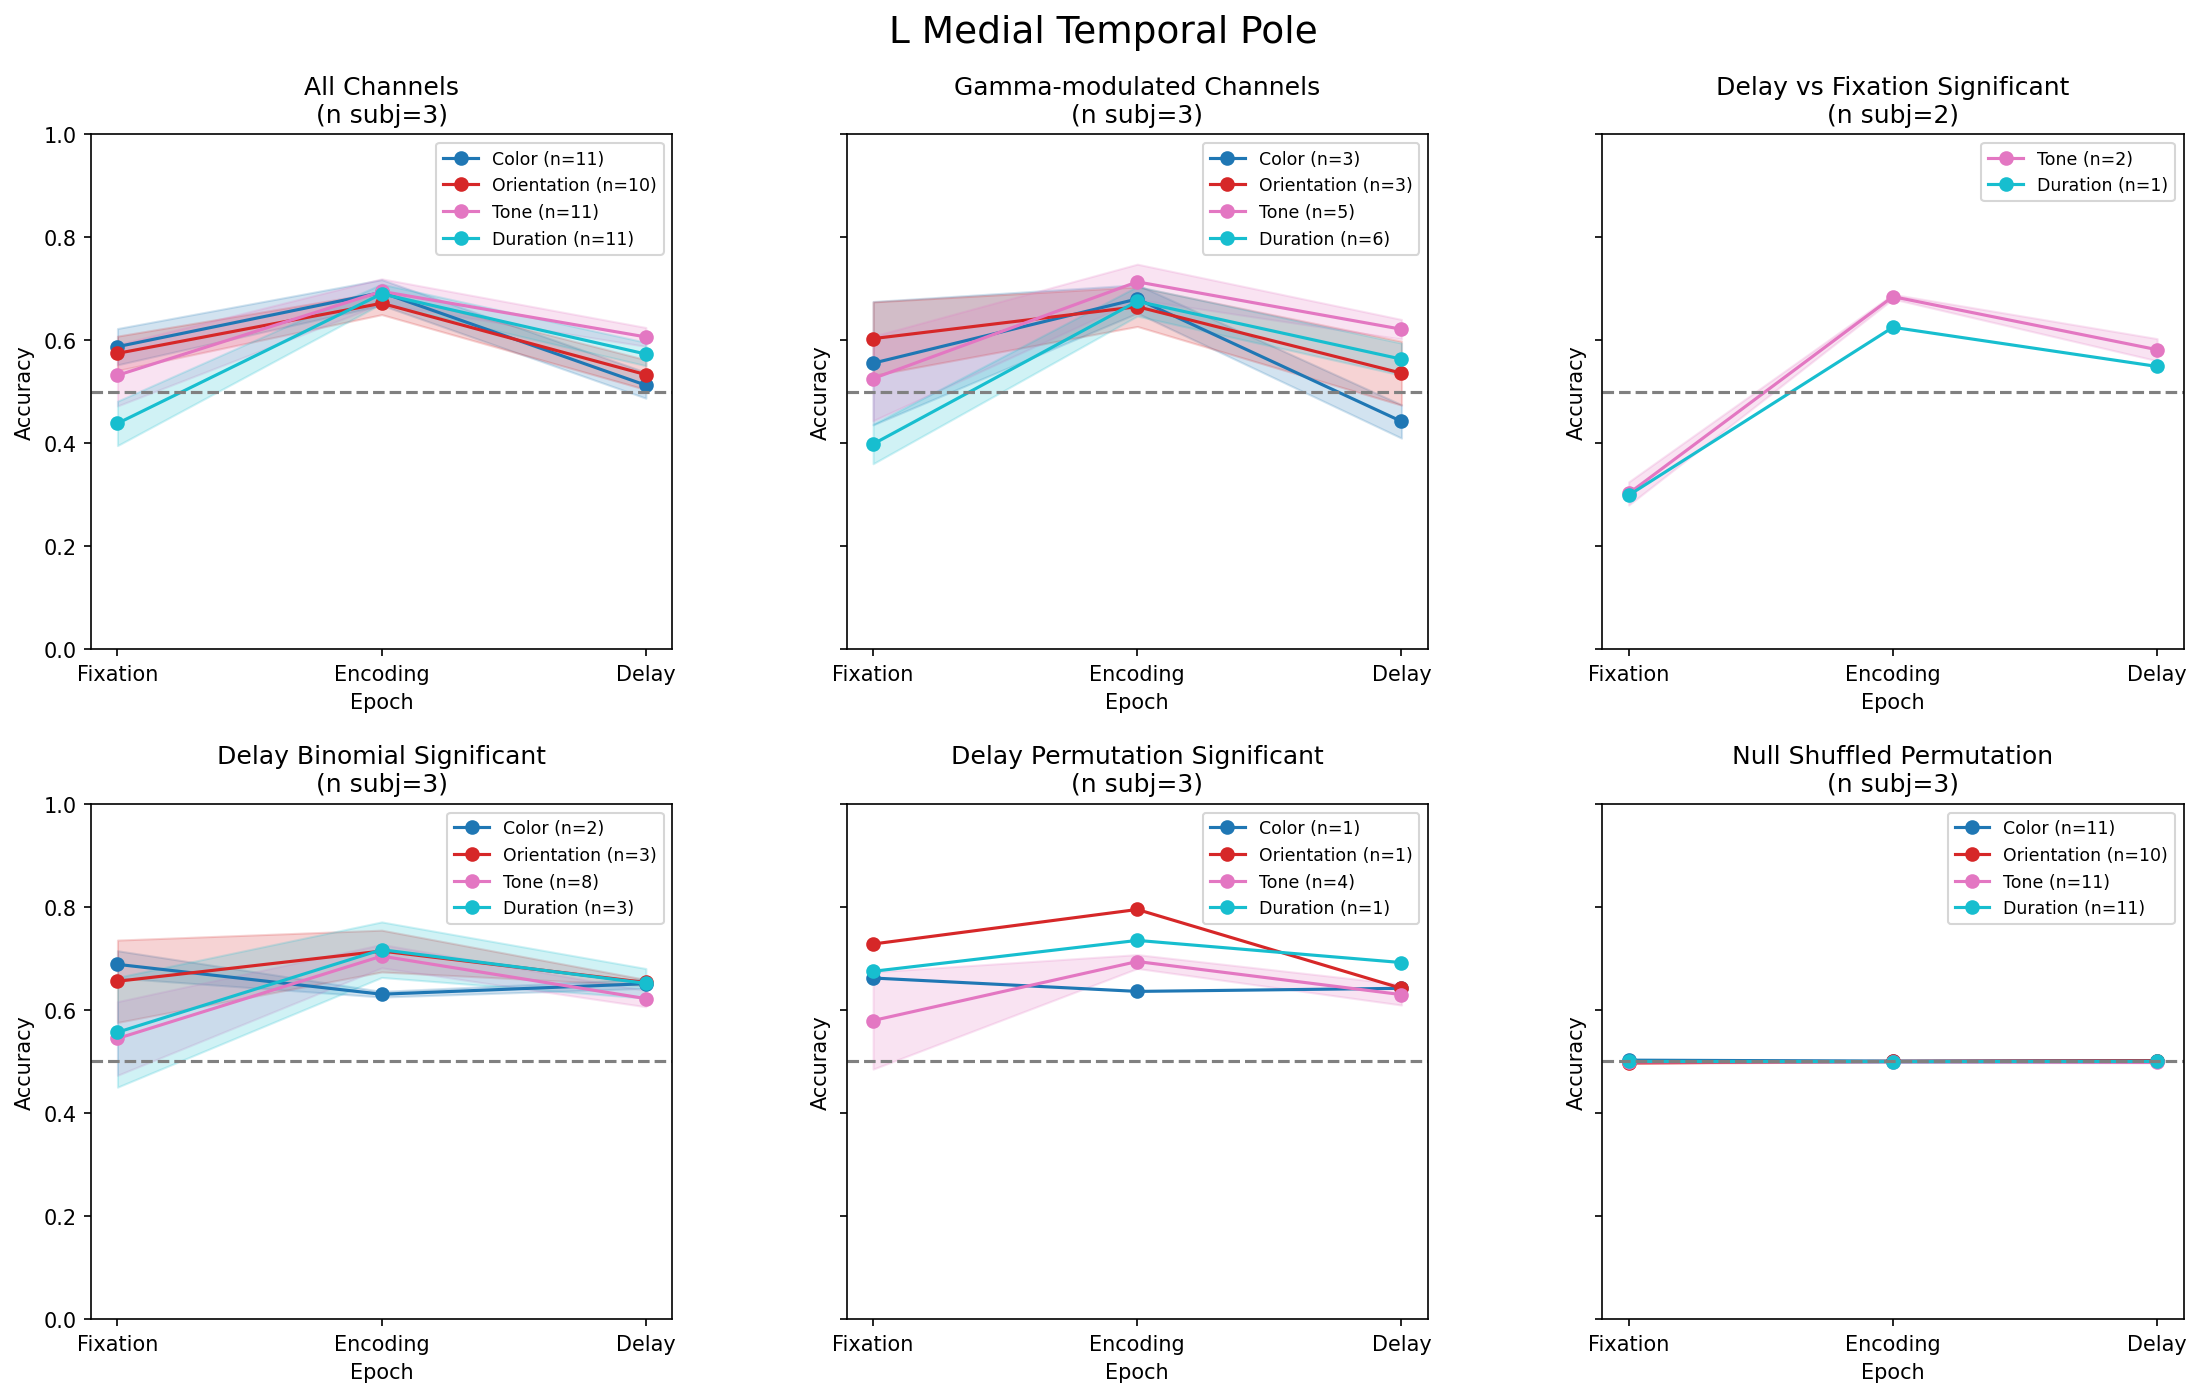 L Medial Temporal Pole
All Channels
(n subj=3)
1.0
0.8
0.6
0.4
0.2
0.0
Accuracy
Color (n=11)
Orientation (n=10)
Tone (n=11)
Duration (n=11)
Fixation
Encoding
Delay
Epoch
Gamma-modulated Channels
(n subj=3)
Accuracy
Color (n=3)
Orientation (n=3)
Tone (n=5)
Duration (n=6)
Fixation
Encoding
Delay
Epoch
Delay vs Fixation Significant
(n subj=2)
Accuracy
Tone (n=2)
Duration (n=1)
Fixation
Encoding
Delay
Epoch
Delay Binomial Significant
(n subj=3)
1.0
0.8
0.6
0.4
0.2
0.0
Accuracy
Color (n=2)
Orientation (n=3)
Tone (n=8)
Duration (n=3)
Fixation
Encoding
Delay
Epoch
Delay Permutation Significant
(n subj=3)
Accuracy
Color (n=1)
Orientation (n=1)
Tone (n=4)
Duration (n=1)
Fixation
Encoding
Delay
Epoch
Null Shuffled Permutation
(n subj=3)
Accuracy
Color (n=11)
Orientation (n=10)
Tone (n=11)
Duration (n=11)
Fixation
Encoding
Delay
Epoch